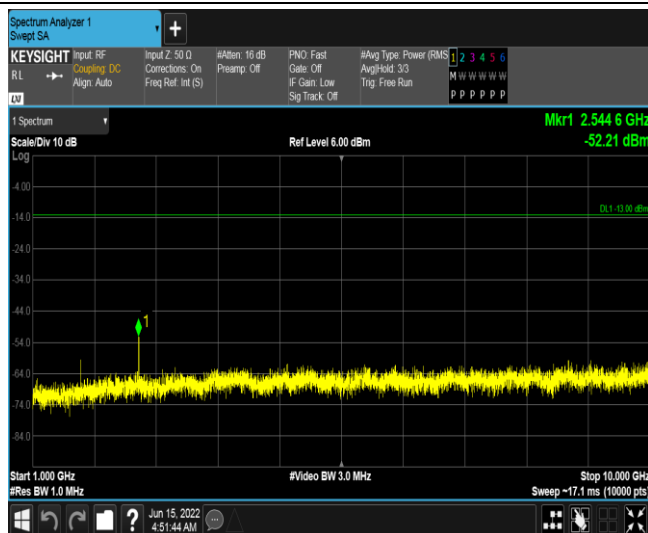 Spectrum Analyzer 1
Swept SA
KEYSIGHT
RL
LXI
Input: RF
Coupling: DC
Align: Auto
Input Z: 50 Ω
Corrections: On
Freq Ref: Int (S)
#Atten: 16 dB
Preamp: Off
PNO: Fast
Gate: Off
IF Gain: Low
Sig Track: Off
#Avg Type: Power (RMS
Avg|Hold: 3/3
Trig: Free Run
1 2 3 4 5 6
M W W W W W
P P P P P P
1 Spectrum
Scale/Div 10 dB
Ref Level 6.00 dBm
Mkr1 2.544 6 GHz
-52.21 dBm
Log
-4.00
DL1 -13.00 dBm
-14.0
-24.0
-34.0
-44.0
1
-54.0
-64.0
-74.0
-84.0
Start 1.000 GHz
#Video BW 3.0 MHz
Stop 10.000 GHz
#Res BW 1.0 MHz
Sweep ~17.1 ms (10000 pts)
?
Jun 15, 2022
4:51:44 AM